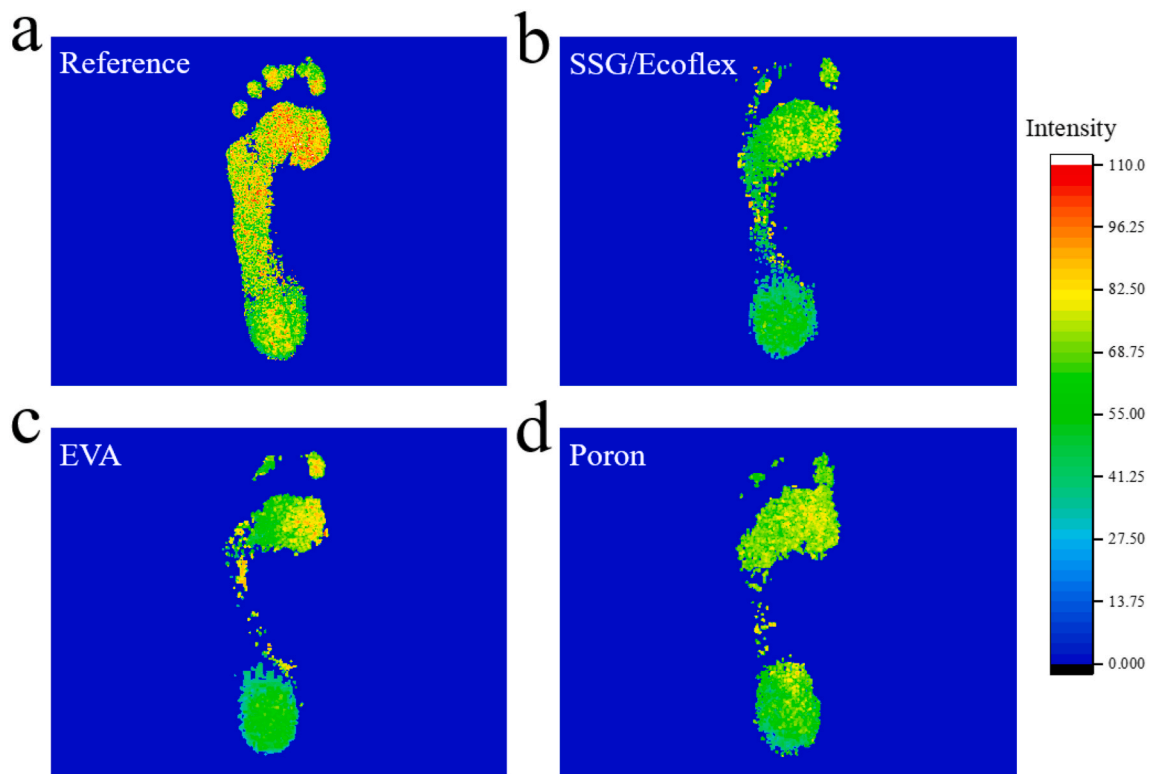 a
Reference
b
SSG/Ecoflex
Intensity
110.0
96.25
82.50
68.75
55.00
41.25
27.50
13.75
0.000
c
EVA
d
Poron